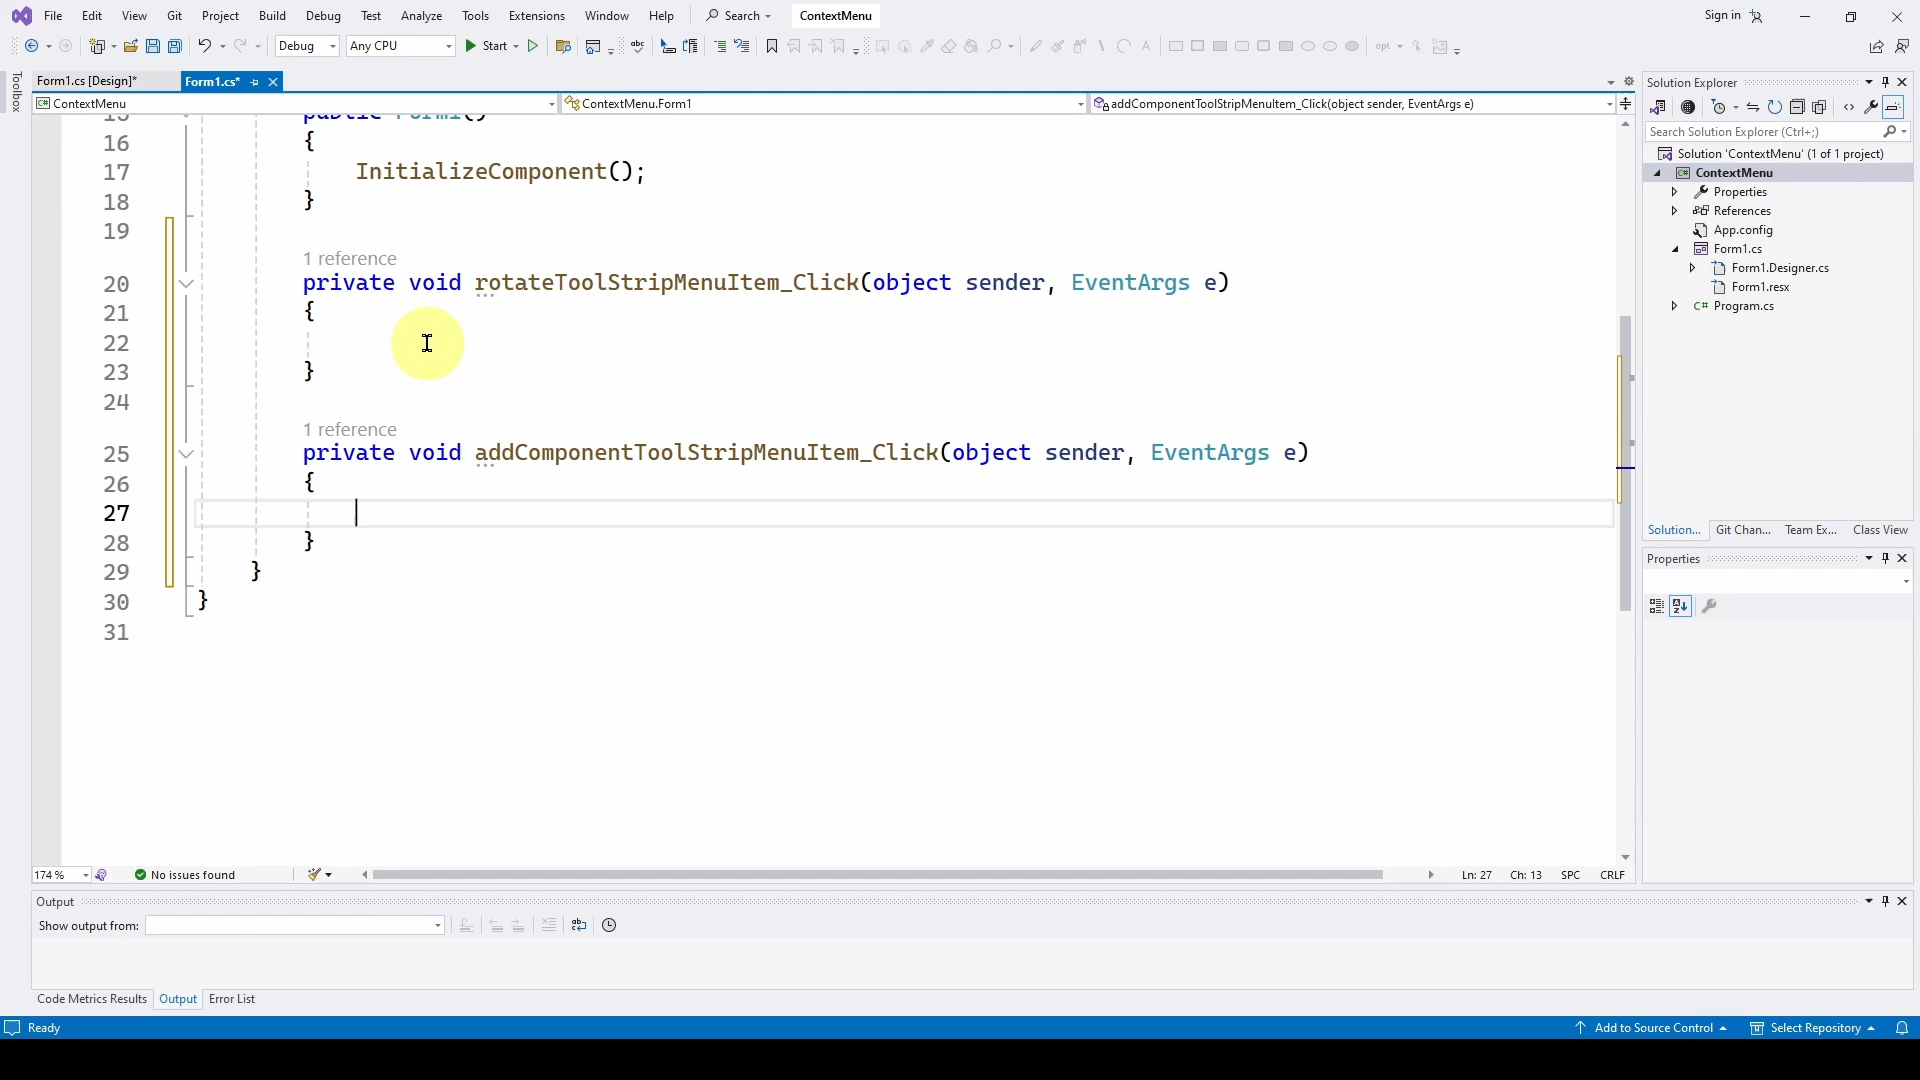 File Edit View Git Project Build Debug Test Analyze Tools Extensions Window Help Search ContextMenu Sign in
Debug Any CPU Start
Toolbox
Form1.cs [Design]* Form1.cs*
ContextMenu ContextMenu.Form1 addComponentToolStripMenuItem_Click(object sender, EventArgs e)
15 public Form1()
16 {
17 InitializeComponent();
18 }
19
1 reference
20 private void rotateToolStripMenuItem_Click(object sender, EventArgs e)
21 {
22
23 }
24
1 reference
25 private void addComponentToolStripMenuItem_Click(object sender, EventArgs e)
26 {
27
28 }
29 }
30 }
31
174 % No issues found Ln: 27 Ch: 13 SPC CRLF
Solution Explorer
Search Solution Explorer (Ctrl+;)
Solution 'ContextMenu' (1 of 1 project)
ContextMenu
Properties
References
App.config
Form1.cs
Form1.Designer.cs
Form1.resx
C# Program.cs
Solution... Git Chan... Team Ex... Class View
Properties
Output
Show output from:
Code Metrics Results Output Error List
Ready Add to Source Control Select Repository